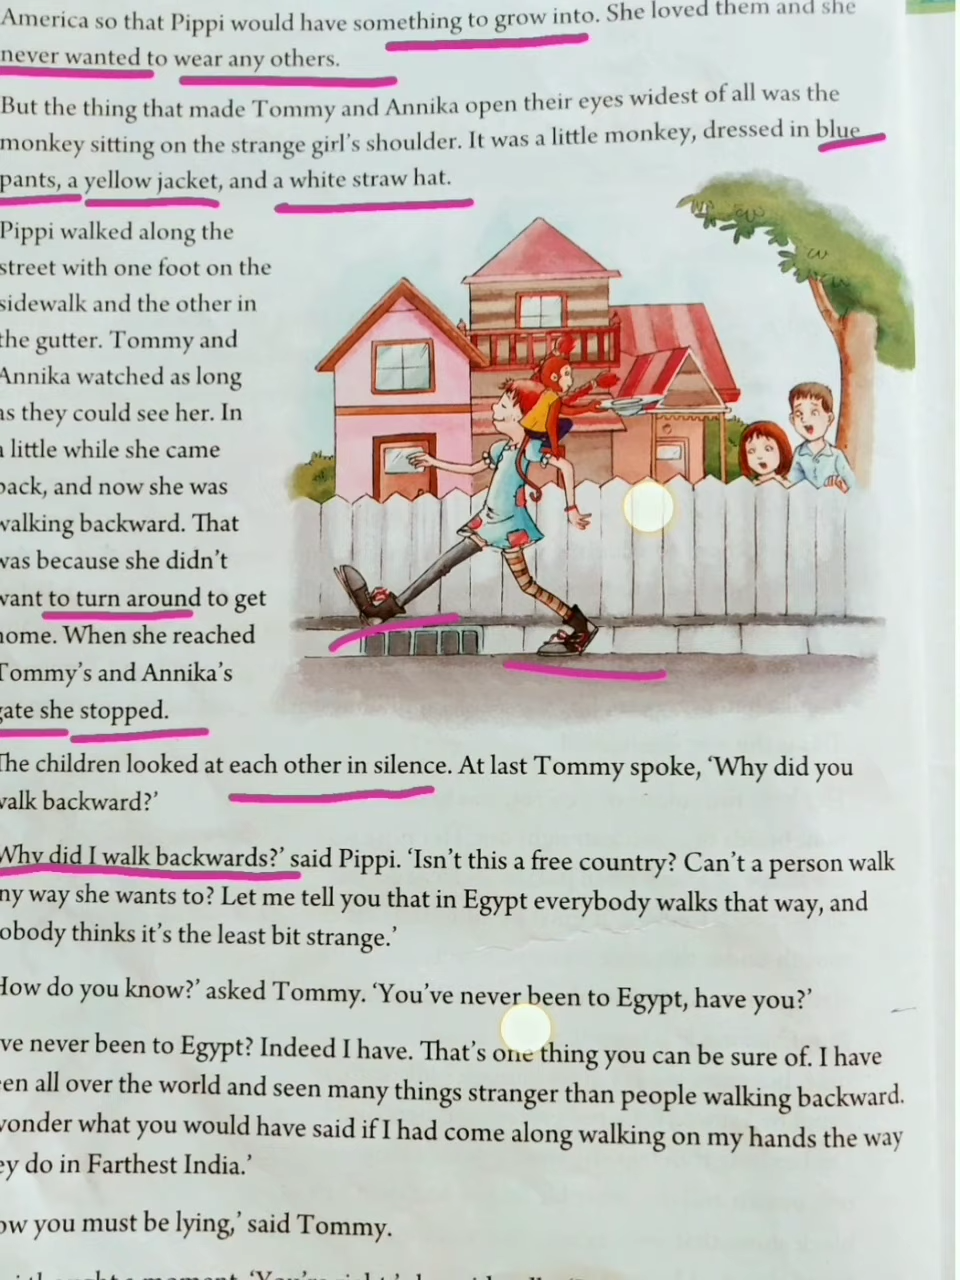 America so that Pippi would have something to grow into. She loved them and she
never wanted to wear any others.
But the thing that made Tommy and Annika open their eyes widest of all was the
monkey sitting on the strange girl's shoulder. It was a little monkey, dressed in blue
pants, a yellow jacket, and a white straw hat.
Pippi walked along the
street with one foot on the
sidewalk and the other in
the gutter. Tommy and
Annika watched as long
as they could see her. In
a little while she came
back, and now she was
walking backward. That
was because she didn't
want to turn around to get
home. When she reached
Tommy's and Annika's
gate she stopped.
The children looked at each other in silence. At last Tommy spoke, 'Why did you
walk backward?'
Why did I walk backwards?' said Pippi. 'Isn't this a free country? Can't a person walk
ny way she wants to? Let me tell you that in Egypt everybody walks that way, and
obody thinks it's the least bit strange.'
How do you know?' asked Tommy. 'You've never been to Egypt, have you?'
ve never been to Egypt? Indeed I have. That's one thing you can be sure of. I have
en all over the world and seen many things stranger than people walking backward.
wonder what you would have said if I had come along walking on my hands the way
ey do in Farthest India.'
ow you must be lying,' said Tommy.